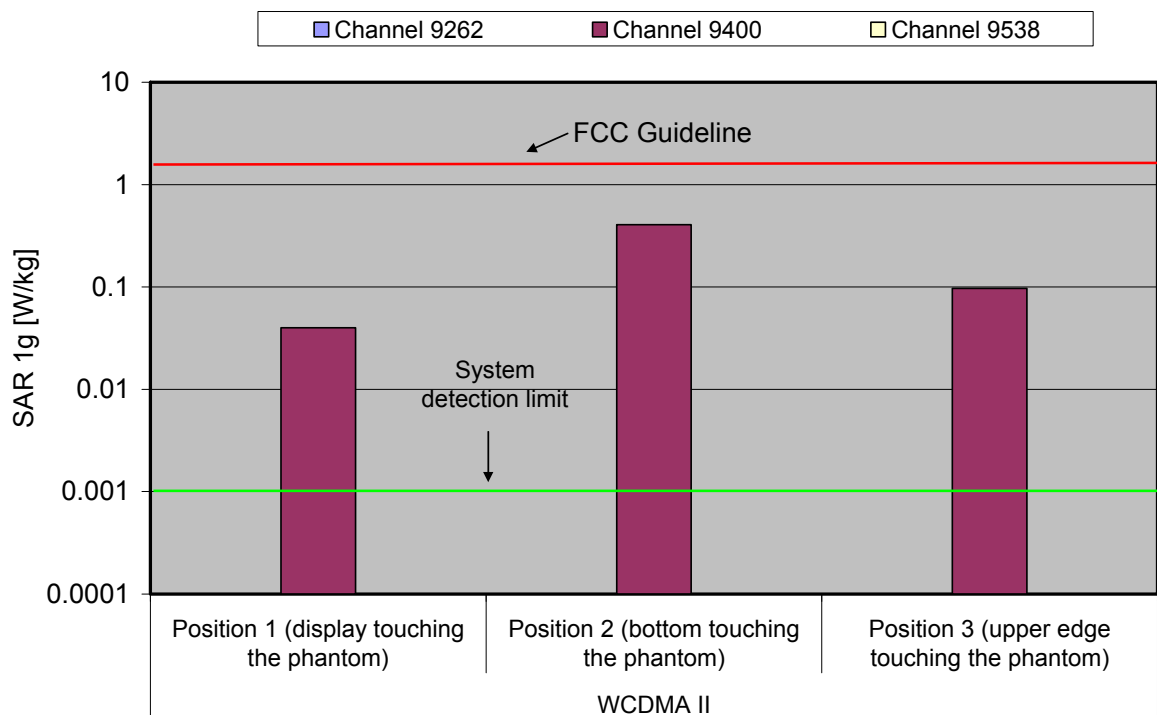 Channel 9262 Channel 9400 Channel 9538
10
FCC Guideline
1
0.1
System
detection limit
0.01
0.001
0.0001
SAR 1g [W/kg]
Position 1 (display touching
the phantom)
Position 2 (bottom touching
the phantom)
Position 3 (upper edge
touching the phantom)
WCDMA II